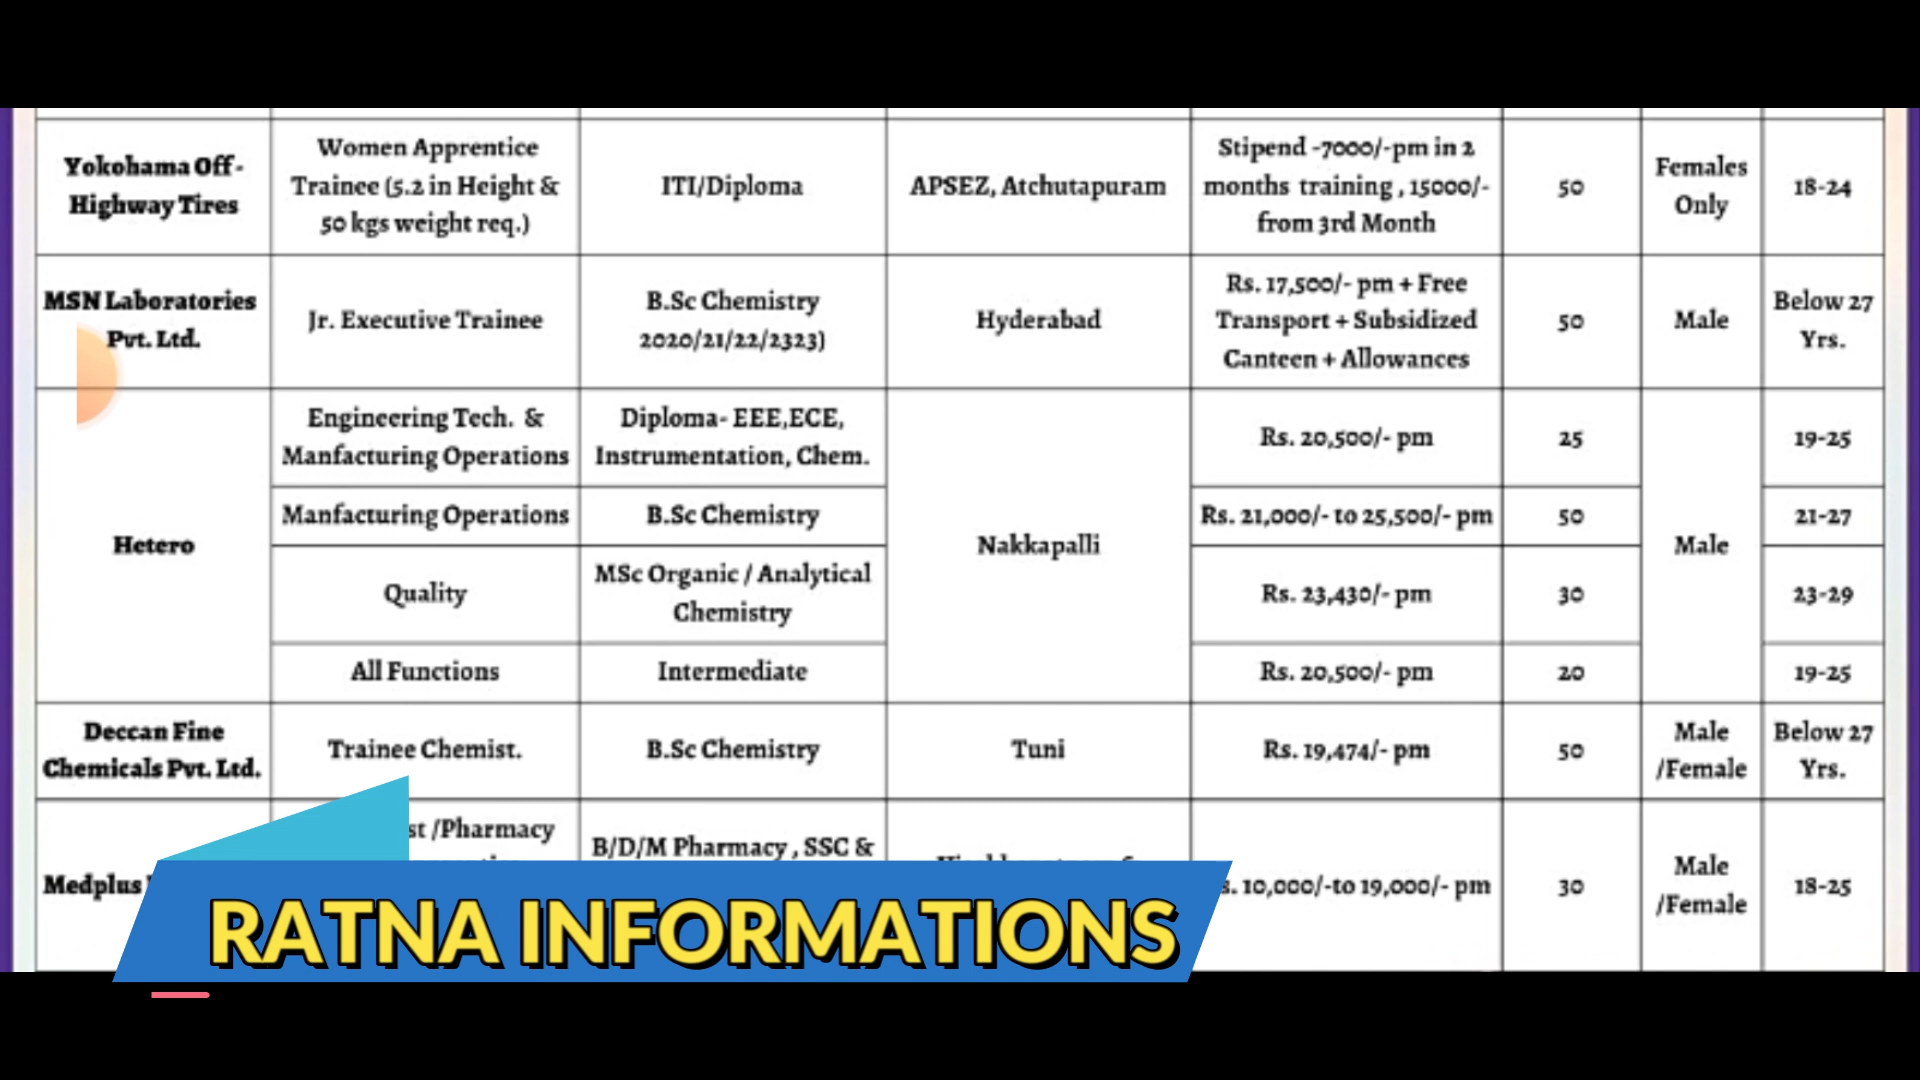 Yokohama Off-
Highway Tires
Women Apprentice
Trainee (5.2 in Height &
50 kgs weight req.)
ITI/Diploma
APSEZ, Atchutapuram
Stipend -7000/-pm in 2
months training , 15000/-
from 3rd Month
50
Females
Only
18-24
MSN Laboratories
Pvt. Ltd.
Jr. Executive Trainee
B.Sc Chemistry
2020/21/22/2323)
Hyderabad
Rs. 17,500/- pm + Free
Transport + Subsidized
Canteen + Allowances
50
Male
Below 27
Yrs.
Hetero
Engineering Tech. &
Manfacturing Operations
Diploma- EEE,ECE,
Instrumentation, Chem.
Nakkapalli
Rs. 20,500/- pm
25
Male
19-25
Manfacturing Operations
B.Sc Chemistry
Rs. 21,000/- to 25,500/- pm
50
21-27
Quality
MSc Organic / Analytical
Chemistry
Rs. 23,430/- pm
30
23-29
All Functions
Intermediate
Rs. 20,500/- pm
20
19-25
Deccan Fine
Chemicals Pvt. Ltd.
Trainee Chemist.
B.Sc Chemistry
Tuni
Rs. 19,474/- pm
50
Male
/Female
Below 27
Yrs.
Medplus
/Pharmacy
B/D/M Pharmacy , SSC &
10,000/-to 19,000/- pm
30
Male
/Female
18-25
RATNA INFORMATIONS